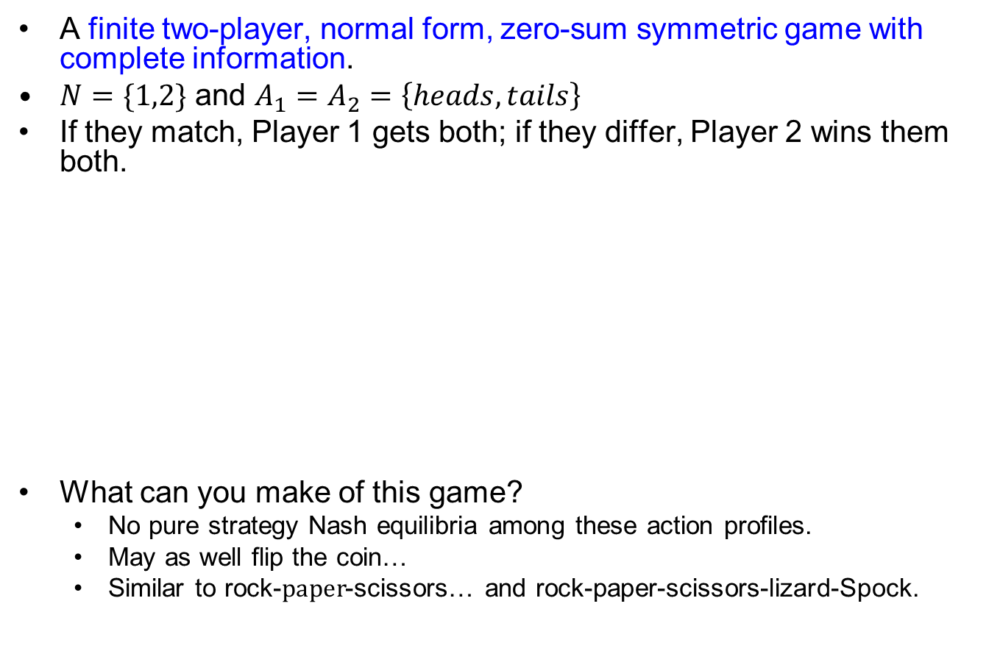 • A finite two-player, normal form, zero-sum symmetric game with
complete information.
• N = {1,2} and A₁ = A₂ = {heads, tails}
• If they match, Player 1 gets both; if they differ, Player 2 wins them
both.
• What can you make of this game?
• No pure strategy Nash equilibria among these action profiles.
• May as well flip the coin…
• Similar to rock-paper-scissors… and rock-paper-scissors-lizard-Spock.